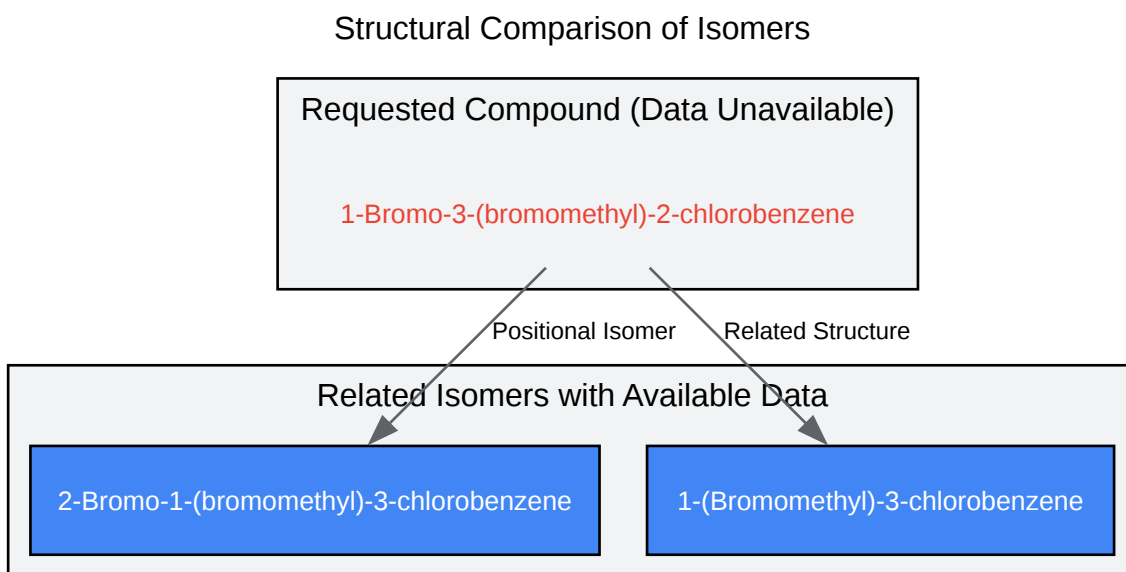 Structural Comparison of Isomers
Requested Compound (Data Unavailable)
1-Bromo-3-(bromomethyl)-2-chlorobenzene
Positional Isomer
Related Structure
Related Isomers with Available Data
2-Bromo-1-(bromomethyl)-3-chlorobenzene
1-(Bromomethyl)-3-chlorobenzene